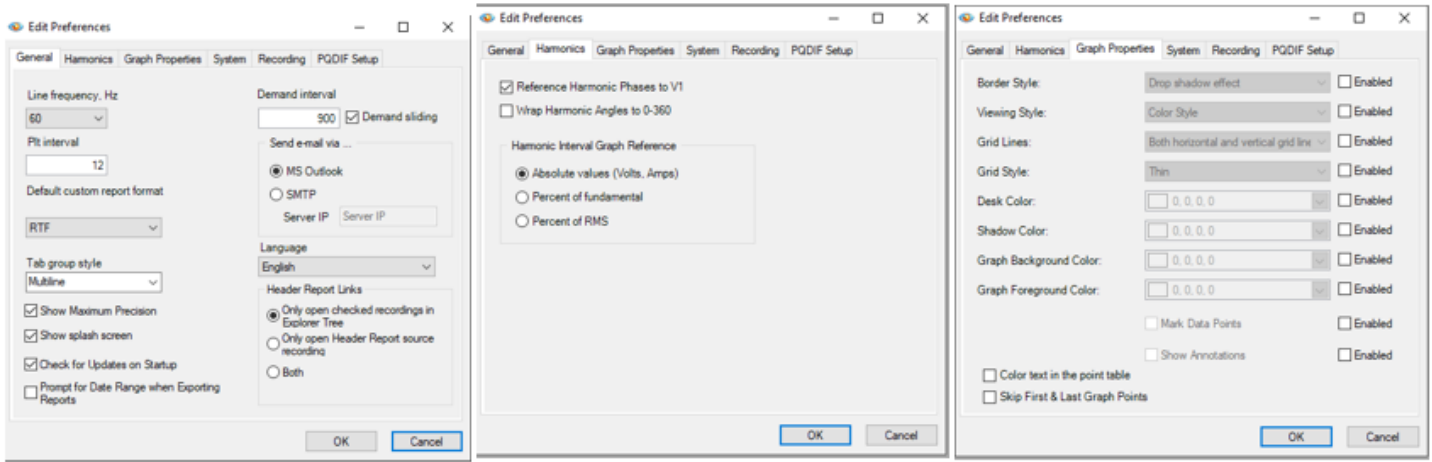 Edit Preferences
General Harmonics Graph Properties System Recording PQDIF Setup
Line frequency, Hz
60
Plt interval
12
Default custom report format
RTF
Tab group style
Multiline
Show Maximum Precision
Show splash screen
Check for Updates on Startup
Prompt for Date Range when Exporting
Reports
Demand interval
900 Demand sliding
Send e-mail via ...
MS Outlook
SMTP
Server IP Server IP
Language
English
Header Report Links
Only open checked recordings in
Explorer Tree
Only open Header Report source
recording
Both
OK Cancel
Edit Preferences
General Harmonics Graph Properties System Recording PQDIF Setup
Reference Harmonic Phases to V1
Wrap Harmonic Angles to 0-360
Harmonic Interval Graph Reference
Absolute values (Volts, Amps)
Percent of fundamental
Percent of RMS
OK Cancel
Edit Preferences
General Harmonics Graph Properties System Recording PQDIF Setup
Border Style: Drop shadow effect Enabled
Viewing Style: Color Style Enabled
Grid Lines: Both horizontal and vertical grid line Enabled
Grid Style: Thin Enabled
Desk Color: 0, 0, 0, 0 Enabled
Shadow Color: 0, 0, 0, 0 Enabled
Graph Background Color: 0, 0, 0, 0 Enabled
Graph Foreground Color: 0, 0, 0, 0 Enabled
Mark Data Points Enabled
Show Annotations Enabled
Color text in the point table
Skip First & Last Graph Points
OK Cancel